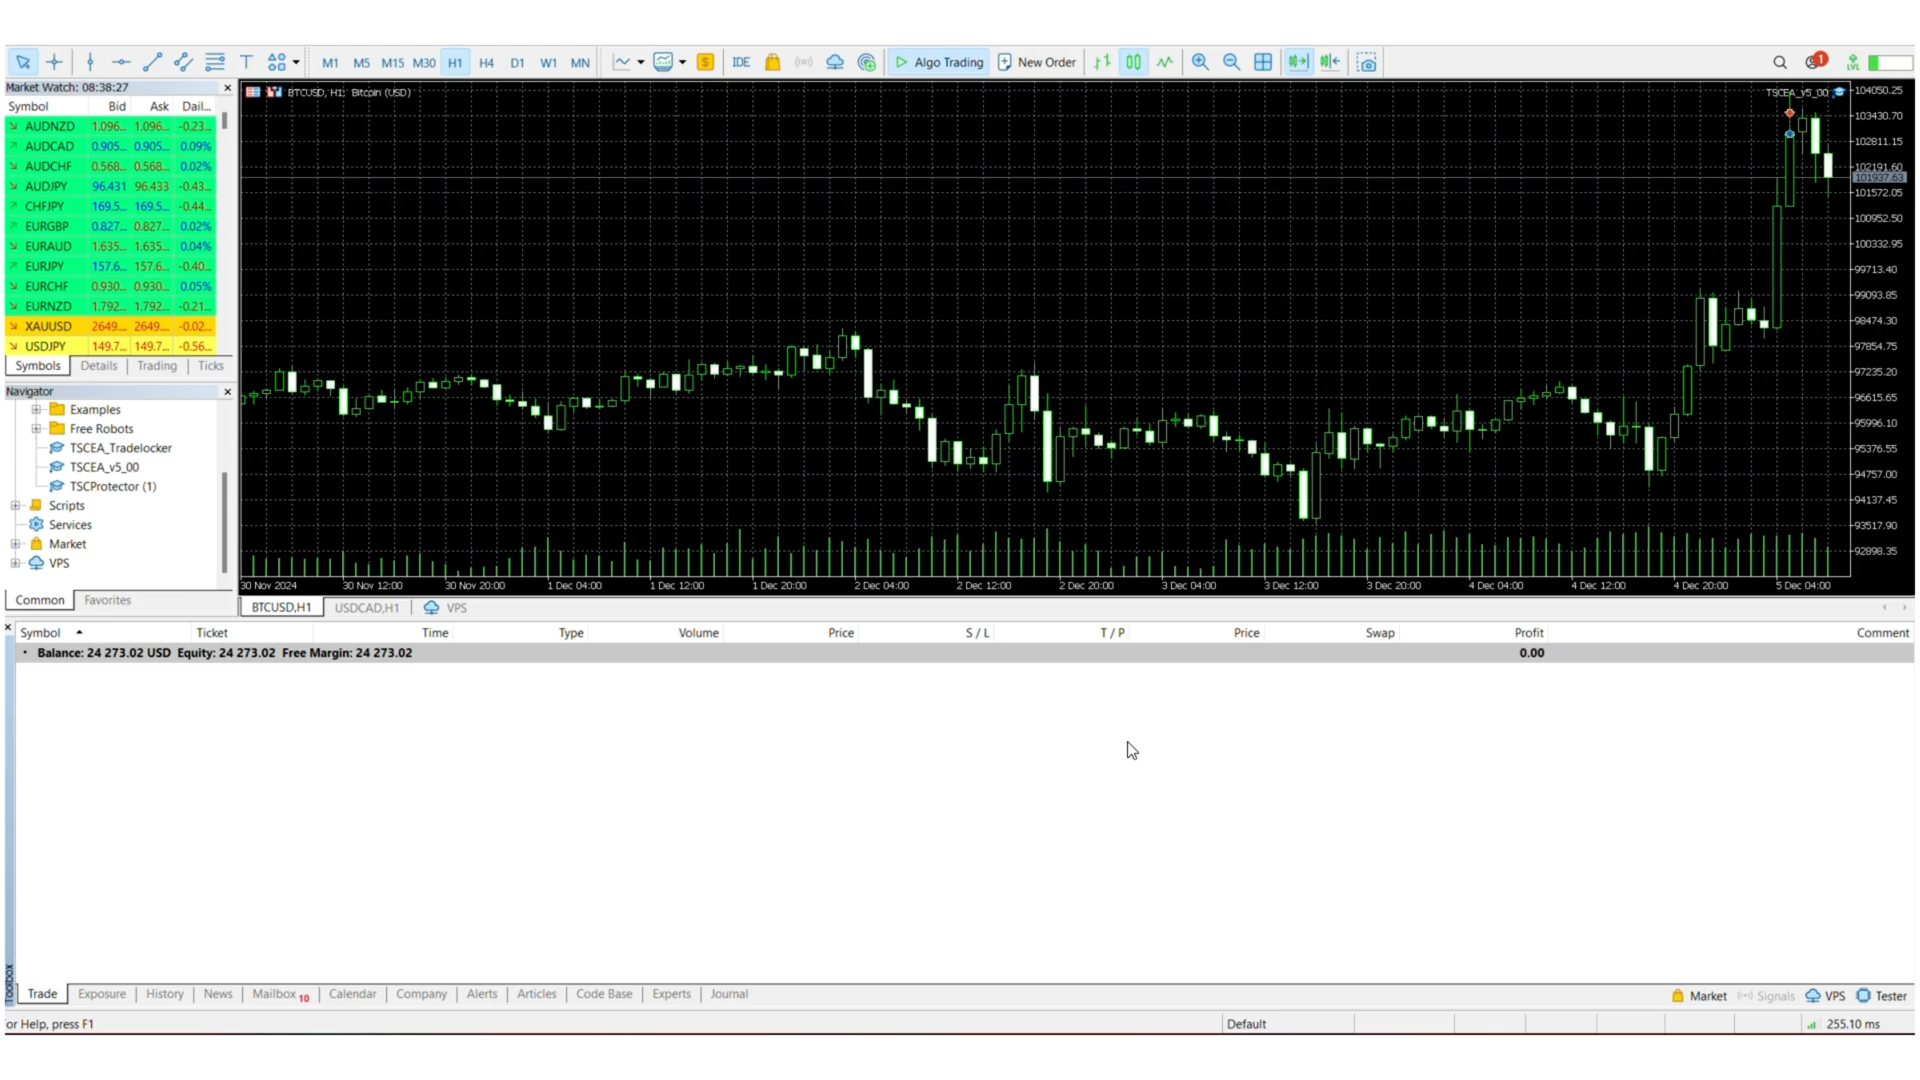 M1 M5 M15 M30 H1 H4 D1 W1 MN IDE Algo Trading New Order 1 LVL
Market Watch: 08:38:27
Symbol Bid Ask Dail...
AUDNZD 1.096... 1.096... -0.23...
AUDCAD 0.905... 0.905... 0.09%
AUDCHF 0.568... 0.568... 0.02%
AUDJPY 96.431 96.433 -0.43...
CHFJPY 169.5... 169.5... -0.44...
EURGBP 0.827... 0.827... 0.02%
EURAUD 1.635... 1.635... 0.04%
EURJPY 157.6... 157.6... -0.40...
EURCHF 0.930... 0.930... 0.05%
EURNZD 1.792... 1.792... -0.21...
XAUUSD 2649.... 2649.... -0.02...
USDJPY 149.7... 149.7... -0.56...
Symbols Details Trading Ticks
Navigator
Examples
Free Robots
TSCEA_Tradelocker
TSCEA_v5_00
TSCProtector (1)
Scripts
Services
Market
VPS
Common Favorites
BTCUSD, H1: Bitcoin (USD)
TSCEA_v5_00
104050.25
103430.70
102811.15
102191.60
101937.63
101572.05
100952.50
100332.95
99713.40
99093.85
98474.30
97854.75
97235.20
96615.65
95996.10
95376.55
94757.00
94137.45
93517.90
92898.35
30 Nov 2024 30 Nov 12:00 30 Nov 20:00 1 Dec 04:00 1 Dec 12:00 1 Dec 20:00 2 Dec 04:00 2 Dec 12:00 2 Dec 20:00 3 Dec 04:00 3 Dec 12:00 3 Dec 20:00 4 Dec 04:00 4 Dec 12:00 4 Dec 20:00 5 Dec 04:00
BTCUSD,H1 USDCAD,H1 VPS
Symbol Ticket Time Type Volume Price S / L T / P Price Swap Profit Comment
Balance: 24 273.02 USD Equity: 24 273.02 Free Margin: 24 273.02 0.00
Toolbox
Trade Exposure History News Mailbox 10 Calendar Company Alerts Articles Code Base Experts Journal
Market Signals VPS Tester
or Help, press F1 Default 255.10 ms